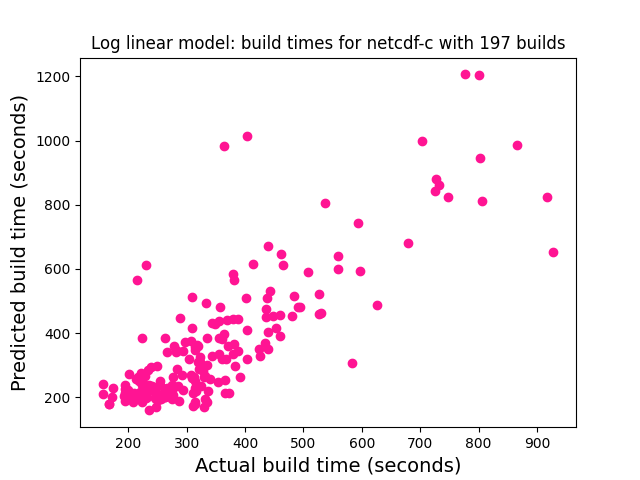 Log linear model: build times for netcdf-c with 197 builds
1200
1000
800
600
400
200
Predicted build time (seconds)
200 300 400 500 600 700 800 900
Actual build time (seconds)